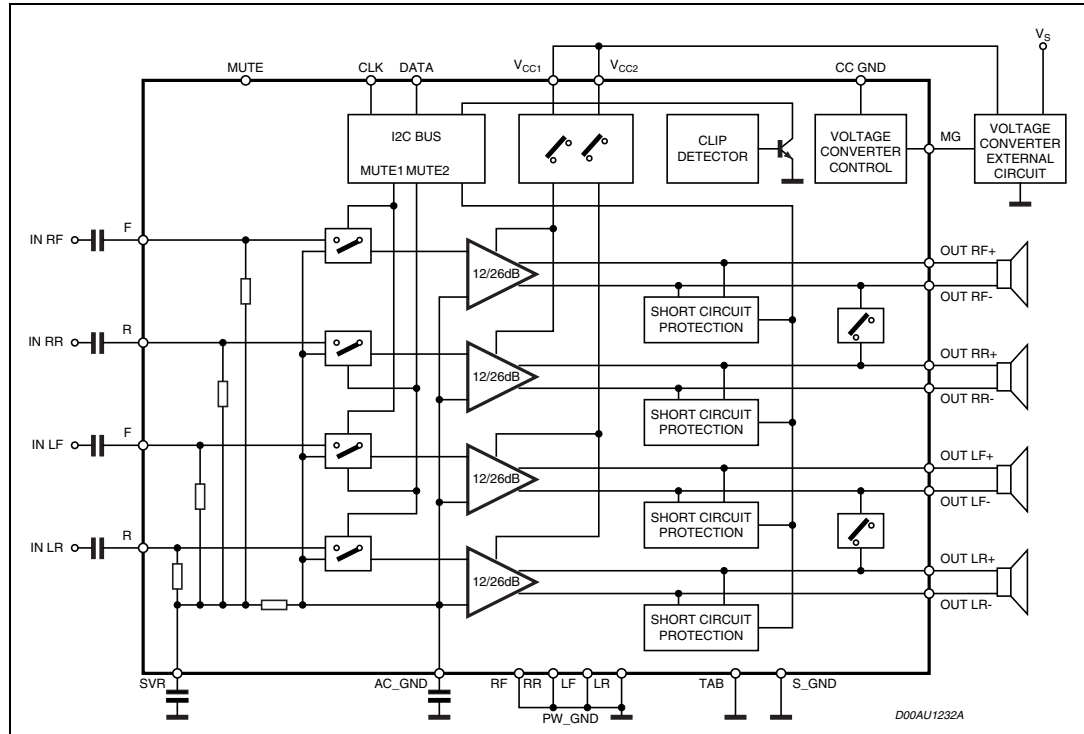 VS
MUTE CLK DATA VCC1 VCC2 CC GND
I2C BUS
MUTE1 MUTE2
CLIP
DETECTOR
VOLTAGE
CONVERTER
CONTROL
MG
VOLTAGE
CONVERTER
EXTERNAL
CIRCUIT
IN RF F
12/26dB
SHORT CIRCUIT
PROTECTION
OUT RF+
OUT RF-
IN RR R
12/26dB
SHORT CIRCUIT
PROTECTION
OUT RR+
OUT RR-
IN LF F
12/26dB
SHORT CIRCUIT
PROTECTION
OUT LF+
OUT LF-
IN LR R
12/26dB
SHORT CIRCUIT
PROTECTION
OUT LR+
OUT LR-
SVR AC_GND RF RR LF LR TAB S_GND
PW_GND
D00AU1232A